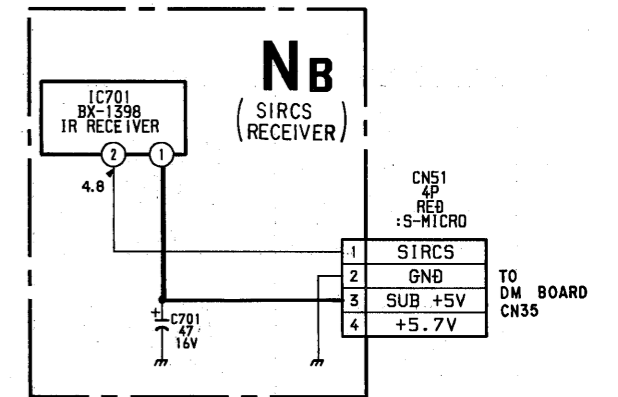 NB
(SIRCS
RECEIVER)
IC701
BX-1398
IR RECEIVER
2
1
4.8
CN51
4P
RED
:S-MICRO
1 SIRCS
2 GND
3 SUB +5V
4 +5.7V
TO
DM BOARD
CN35
+
C701
47
16V